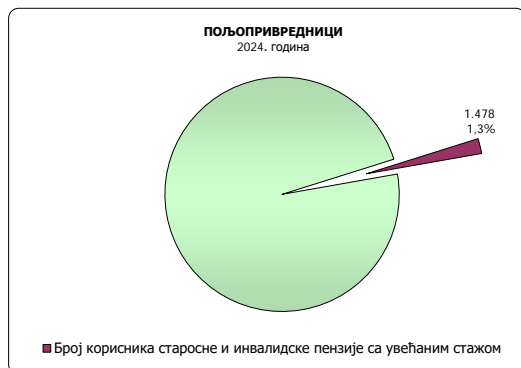 ПОЉОПРИВРЕДНИЦИ
2024. година
1.478
1,3%
Број корисника старосне и инвалидске пензије са увећаним стажом